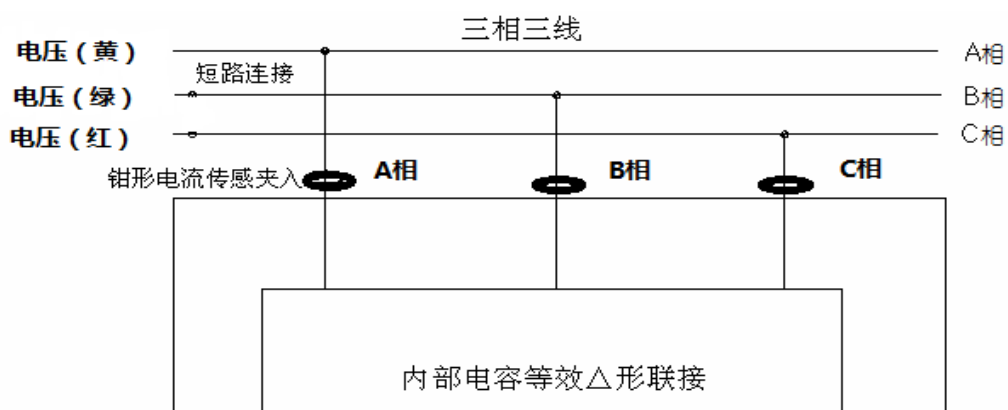 三相三线
电压（黄） A相
短路连接
电压（绿） B相
电压（红） C相
钳形电流传感夹入 A相 B相 C相
内部电容等效△形联接